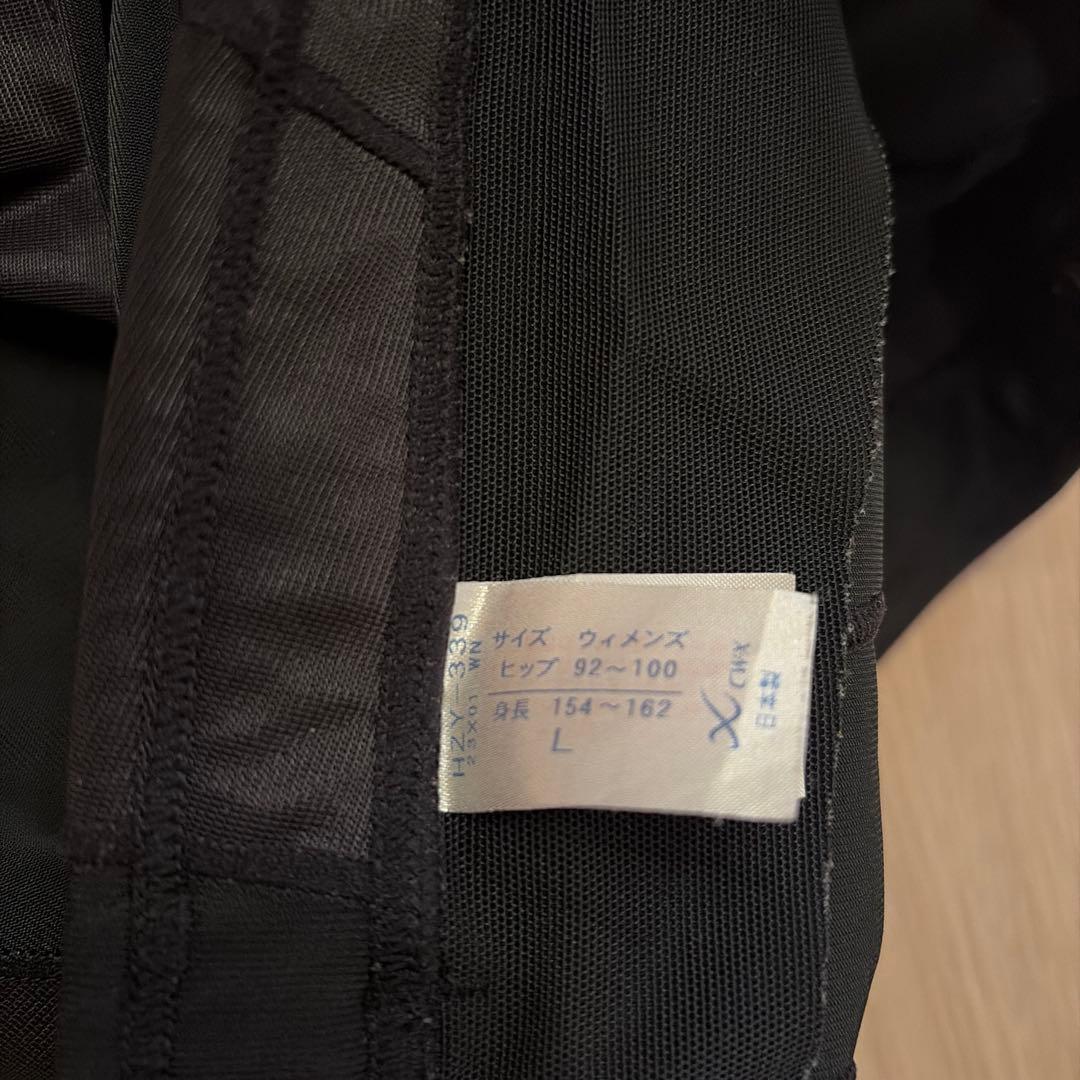 サイズ ウィメンズ
ヒップ 92～100
身長 154～162
L
HZY-339
23X01 WN
CWX
日本製